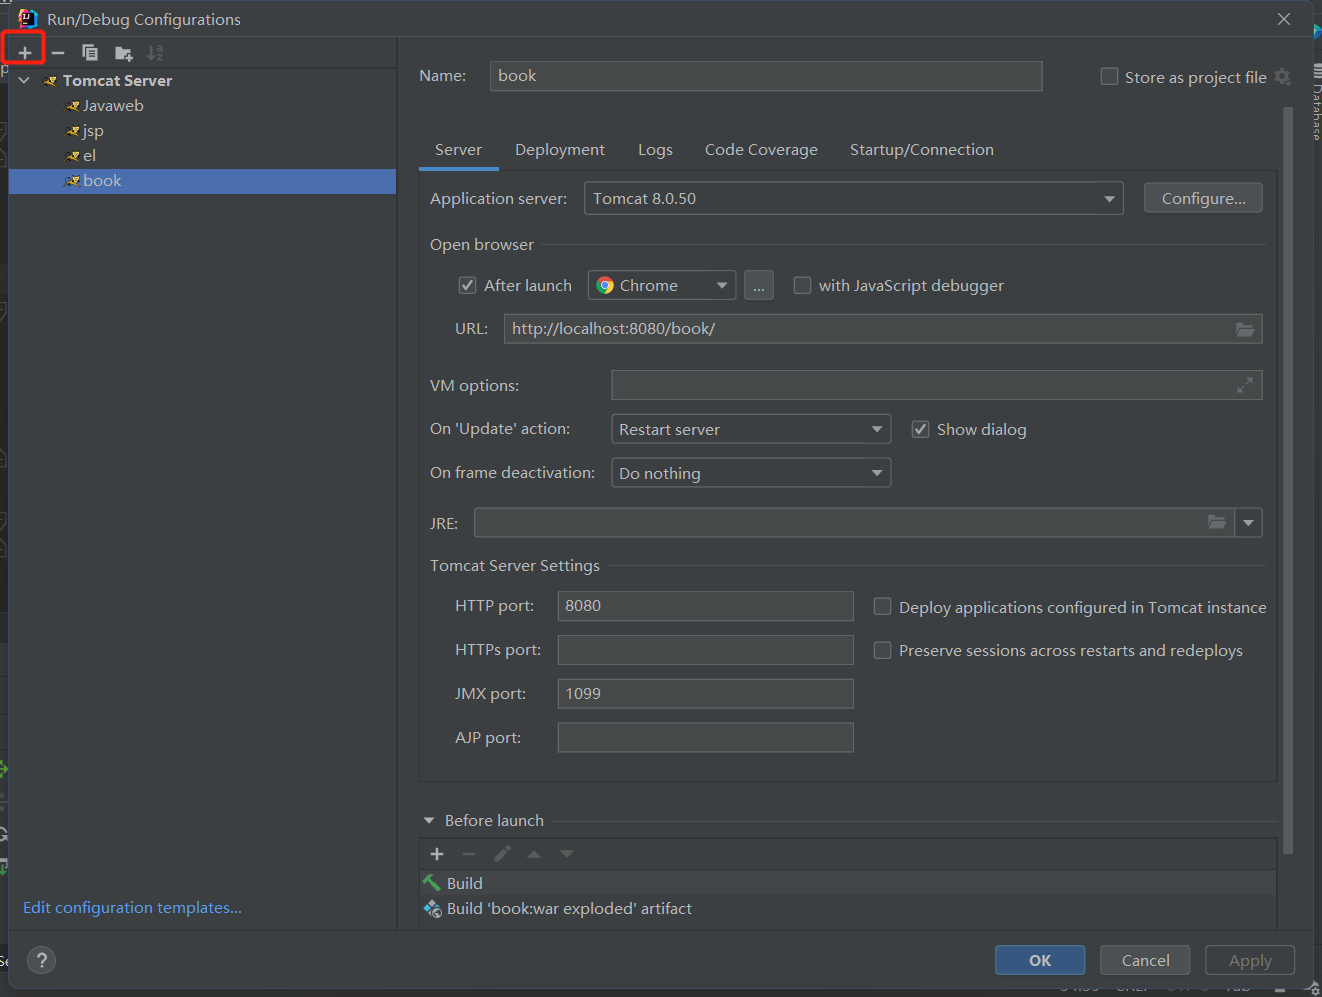 Run/Debug Configurations
Tomcat Server
Javaweb
jsp
el
book
Edit configuration templates...
Name: book
Store as project file
Server Deployment Logs Code Coverage Startup/Connection
Application server: Tomcat 8.0.50 Configure...
Open browser
After launch Chrome ... with JavaScript debugger
URL: http://localhost:8080/book/
VM options:
On 'Update' action: Restart server Show dialog
On frame deactivation: Do nothing
JRE:
Tomcat Server Settings
HTTP port: 8080 Deploy applications configured in Tomcat instance
HTTPs port: Preserve sessions across restarts and redeploys
JMX port: 1099
AJP port:
Before launch
Build
Build 'book:war exploded' artifact
? OK Cancel Apply
Database